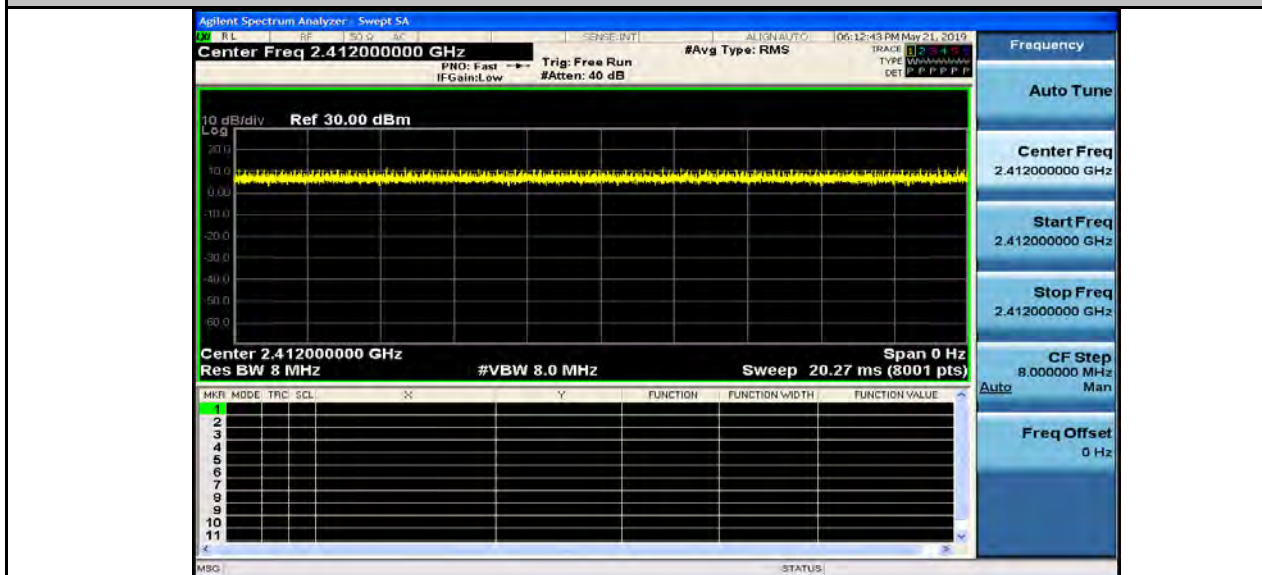 Agilent Spectrum Analyzer - Swept SA
LXI RL RF 50 Ω AC SENSE:INT ALIGN AUTO 06:12:43 PM May 21, 2019
Center Freq 2.412000000 GHz
PNO: Fast
IFGain:Low
Trig: Free Run
#Atten: 40 dB
#Avg Type: RMS
TRACE 1 2 3 4 5 6
TYPE
DET P P P P P P
10 dB/div Ref 30.00 dBm
Log
20.0
10.0
0.00
-10.0
-20.0
-30.0
-40.0
-50.0
-60.0
Center 2.412000000 GHz Span 0 Hz
Res BW 8 MHz #VBW 8.0 MHz Sweep 20.27 ms (8001 pts)
MKR MODE TRC SCL X Y FUNCTION FUNCTION WIDTH FUNCTION VALUE
1
2
3
4
5
6
7
8
9
10
11
MSG STATUS
Frequency
Auto Tune
Center Freq
2.412000000 GHz
Start Freq
2.412000000 GHz
Stop Freq
2.412000000 GHz
CF Step
8.000000 MHz
Auto Man
Freq Offset
0 Hz